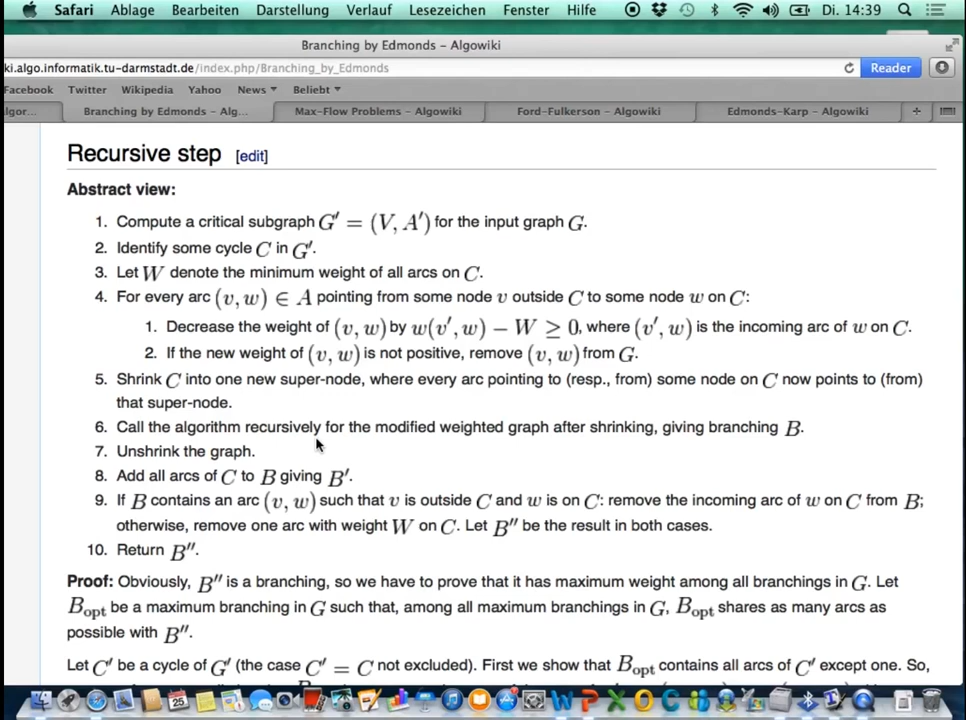 Safari Ablage Bearbeiten Darstellung Verlauf Lesezeichen Fenster Hilfe Di. 14:39
Branching by Edmonds – Algowiki
ki.algo.informatik.tu-darmstadt.de/index.php/Branching_by_Edmonds Reader
Facebook Twitter Wikipedia Yahoo News Beliebt
lgor... Branching by Edmonds – Alg... Max-Flow Problems – Algowiki Ford-Fulkerson – Algowiki Edmonds-Karp – Algowiki
Recursive step [edit]
Abstract view:
1. Compute a critical subgraph G′ = (V, A′) for the input graph G.
2. Identify some cycle C in G′.
3. Let W denote the minimum weight of all arcs on C.
4. For every arc (v, w) ∈ A pointing from some node v outside C to some node w on C:
1. Decrease the weight of (v, w) by w(v′, w) − W ≥ 0, where (v′, w) is the incoming arc of w on C.
2. If the new weight of (v, w) is not positive, remove (v, w) from G.
5. Shrink C into one new super-node, where every arc pointing to (resp., from) some node on C now points to (from)
that super-node.
6. Call the algorithm recursively for the modified weighted graph after shrinking, giving branching B.
7. Unshrink the graph.
8. Add all arcs of C to B giving B′.
9. If B contains an arc (v, w) such that v is outside C and w is on C: remove the incoming arc of w on C from B;
otherwise, remove one arc with weight W on C. Let B″ be the result in both cases.
10. Return B″.
Proof: Obviously, B″ is a branching, so we have to prove that it has maximum weight among all branchings in G. Let
Bopt be a maximum branching in G such that, among all maximum branchings in G, Bopt shares as many arcs as
possible with B″.
Let C′ be a cycle of G′ (the case C′ = C not excluded). First we show that Bopt contains all arcs of C′ except one. So,